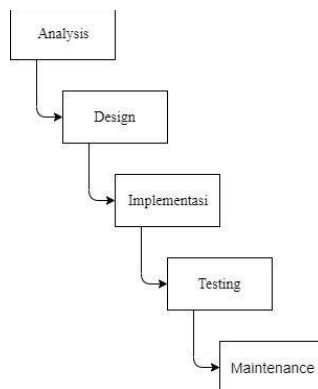 Analysis
Design
Implementasi
Testing
Maintenance